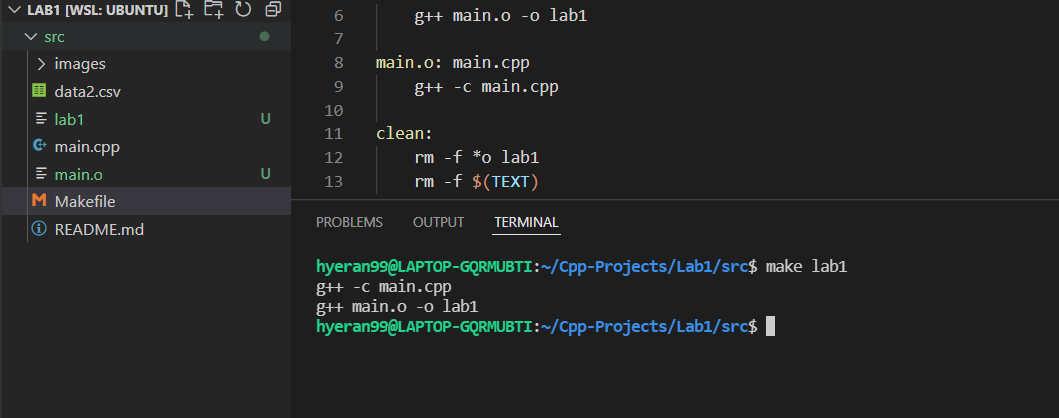 LAB1 [WSL: UBUNTU]
src
images
data2.csv
lab1 U
main.cpp
main.o U
Makefile
README.md
6 g++ main.o -o lab1
7
8 main.o: main.cpp
9 g++ -c main.cpp
10
11 clean:
12 rm -f *o lab1
13 rm -f $(TEXT)
PROBLEMS OUTPUT TERMINAL
hyeran99@LAPTOP-GQRMUBTI:~/Cpp-Projects/Lab1/src$ make lab1
g++ -c main.cpp
g++ main.o -o lab1
hyeran99@LAPTOP-GQRMUBTI:~/Cpp-Projects/Lab1/src$